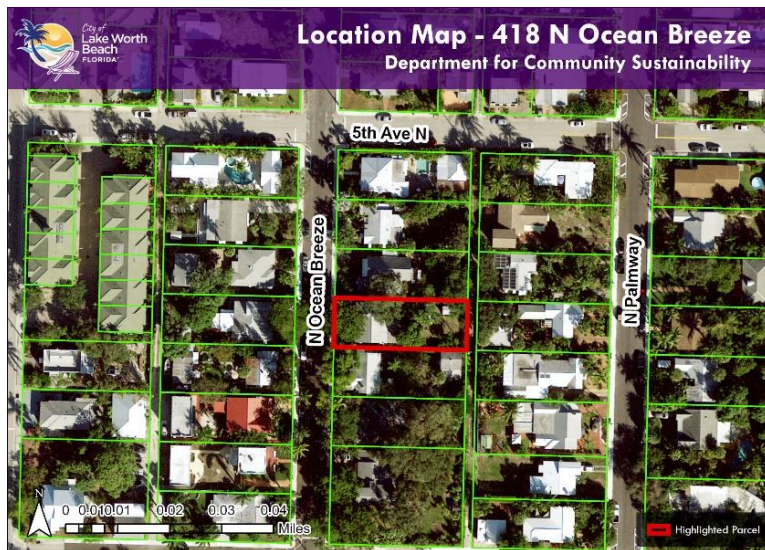 City of
Lake Worth
Beach
FLORIDA
Location Map - 418 N Ocean Breeze
Department for Community Sustainability
5th Ave N
N Ocean Breeze
N Palmway
N
0 0.010.01 0.02 0.03 0.04
Miles
Highlighted Parcel